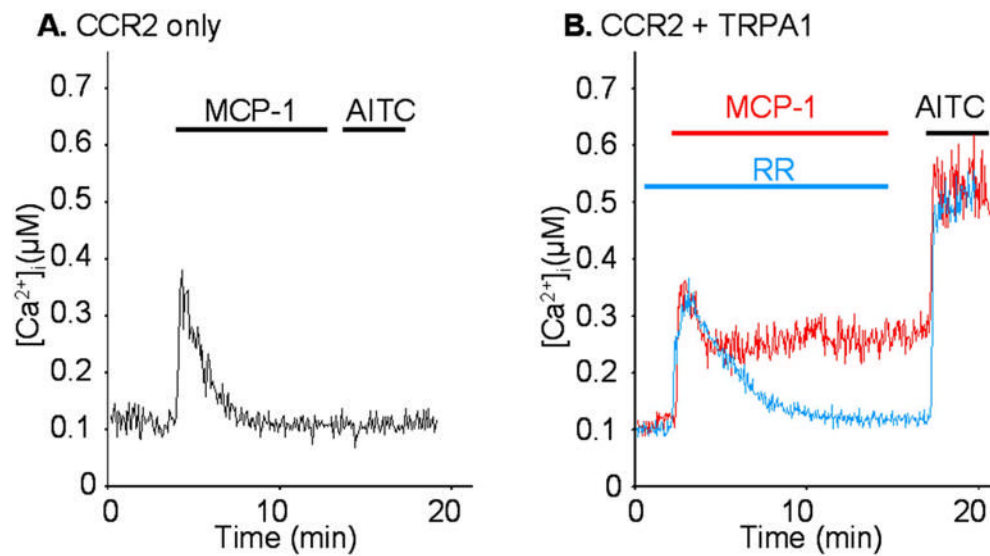 A. CCR2 only
0.7
0.6
0.5
0.4
0.3
0.2
0.1
0
[Ca²⁺]ᵢ(µM)
MCP-1
AITC
0
10
20
Time (min)
B. CCR2 + TRPA1
0.7
0.6
0.5
0.4
0.3
0.2
0.1
0
[Ca²⁺]ᵢ(µM)
MCP-1
AITC
RR
0
10
20
Time (min)